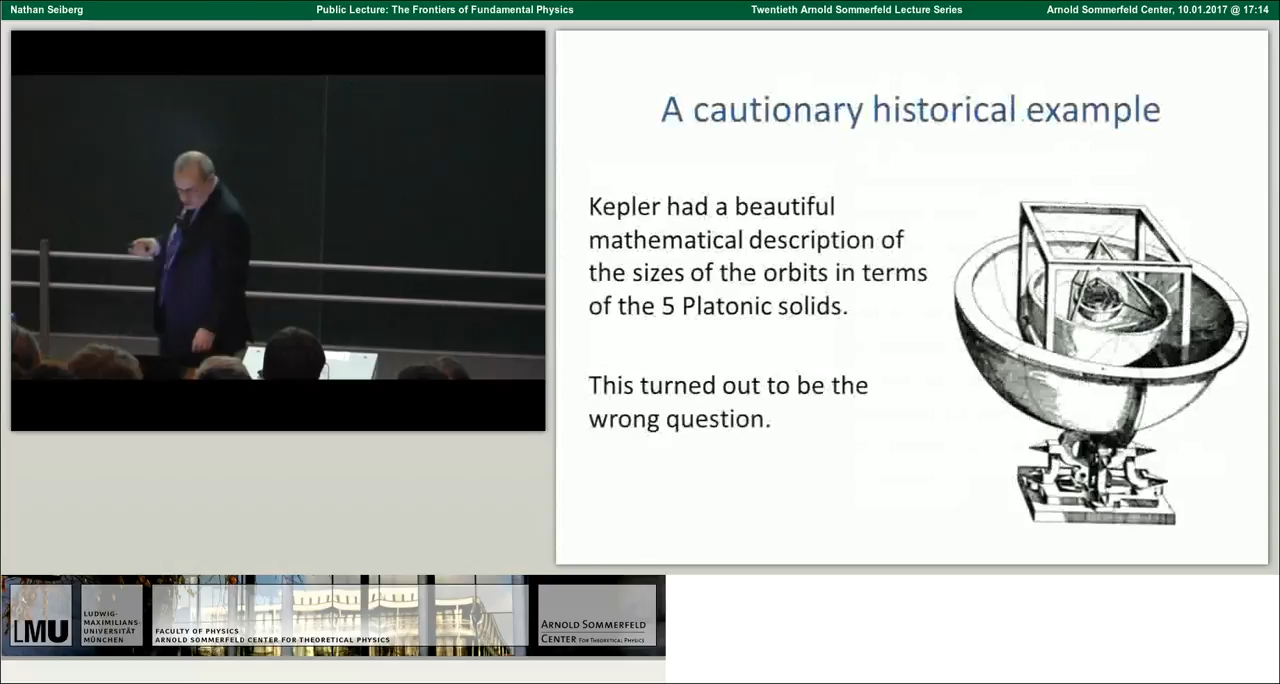 Nathan Seiberg
Public Lecture: The Frontiers of Fundamental Physics
Twentieth Arnold Sommerfeld Lecture Series
Arnold Sommerfeld Center, 10.01.2017 @ 17:14
A cautionary historical example
Kepler had a beautiful
mathematical description of
the sizes of the orbits in terms
of the 5 Platonic solids.
This turned out to be the
wrong question.
LMU
LUDWIG-
MAXIMILIANS
UNIVERSITÄT
MÜNCHEN
FACULTY OF PHYSICS
ARNOLD SOMMERFELD CENTER FOR THEORETICAL PHYSICS
ARNOLD SOMMERFELD
CENTER FOR THEORETICAL PHYSICS